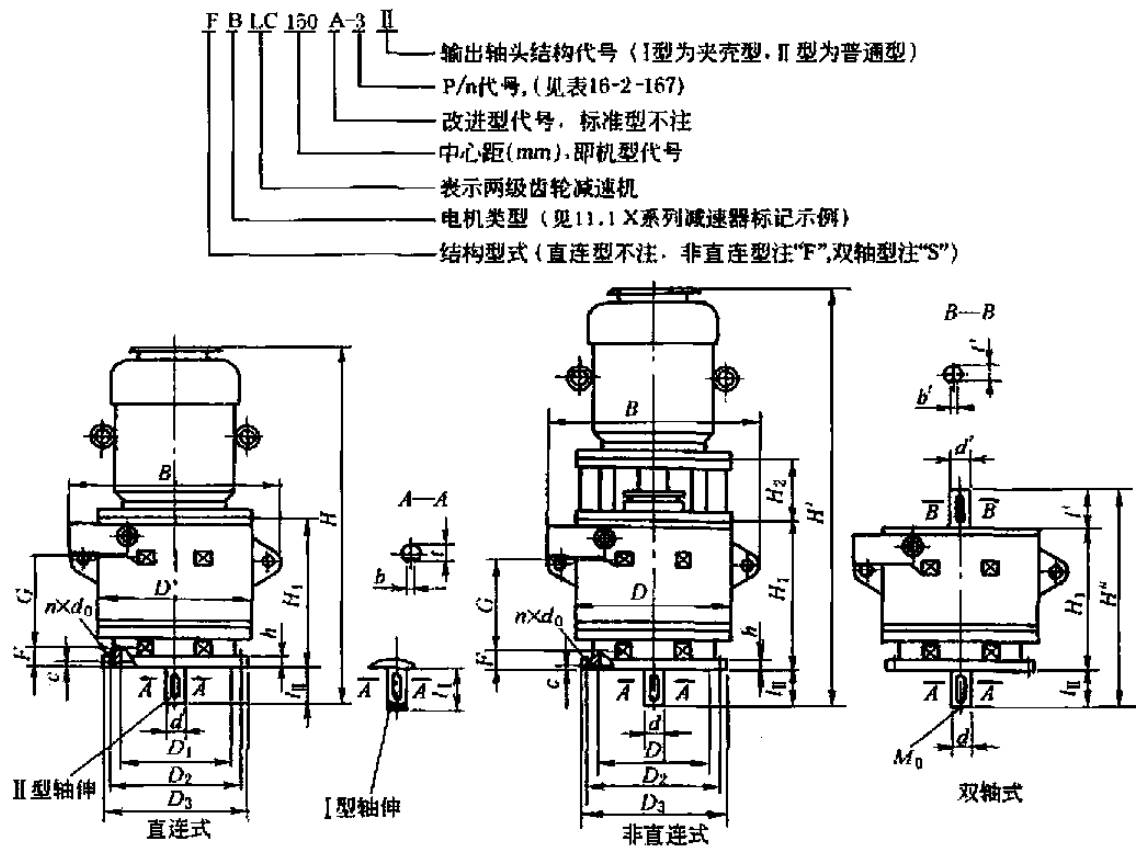 F B LC 150 A-3 Ⅱ
输出轴头结构代号（Ⅰ型为夹壳型，Ⅱ型为普通型）
P/n代号，（见表16-2-167）
改进型代号，标准型不注
中心距(mm)，即机型代号
表示两级齿轮减速机
电机类型（见11.1 X系列减速器标记示例）
结构型式（直连型不注，非直连型注“F”，双轴型注“S”）
B
H
A—A
t
b
G
D
H₁
n×d₀
h
F
c
A A
lⅡ
d
D₁
D₂
D₃
Ⅱ型轴伸
直连式
A A
lⅠ
Ⅰ型轴伸
B
H₂
H'
G
D
H₁
n×d₀
h
F
c
A A
lⅡ
d
D
D₂
D₃
非直连式
B—B
t'
b'
d'
B B
l'
H₁
H''
A A
lⅡ
M₀
d
双轴式